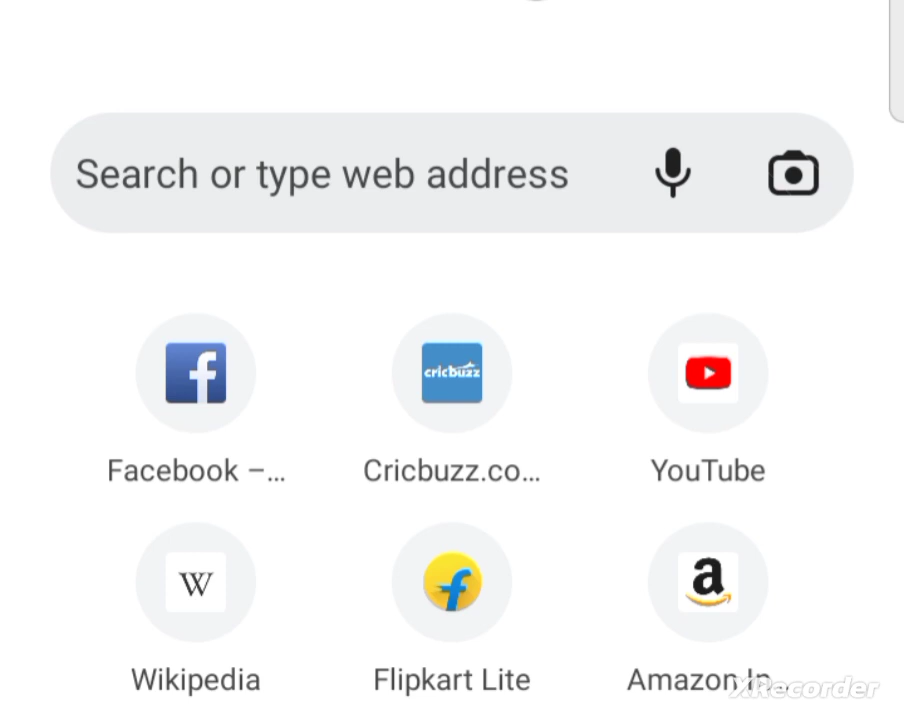 Search or type web address
f
cricbuzz
Facebook –...
Cricbuzz.co...
YouTube
W
f
a
Wikipedia
Flipkart Lite
Amazon In...
XRecorder